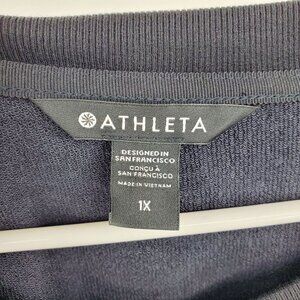 ATHLETA
DESIGNED IN
SAN FRANCISCO
CONÇU À
SAN FRANCISCO
MADE IN VIETNAM
1X